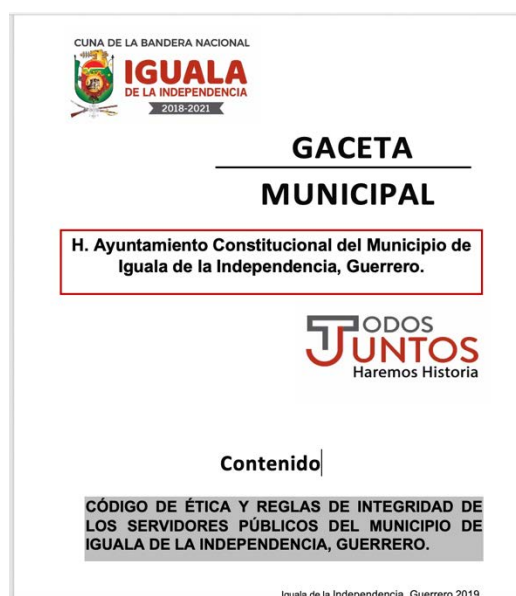 CUNA DE LA BANDERA NACIONAL
IGUALA
DE LA INDEPENDENCIA
2018-2021
GACETA
MUNICIPAL
H. Ayuntamiento Constitucional del Municipio de
Iguala de la Independencia, Guerrero.
TODOS
JUNTOS
Haremos Historia
Contenido
CÓDIGO DE ÉTICA Y REGLAS DE INTEGRIDAD DE
LOS SERVIDORES PÚBLICOS DEL MUNICIPIO DE
IGUALA DE LA INDEPENDENCIA, GUERRERO.
Iguala de la Independencia, Guerrero 2019